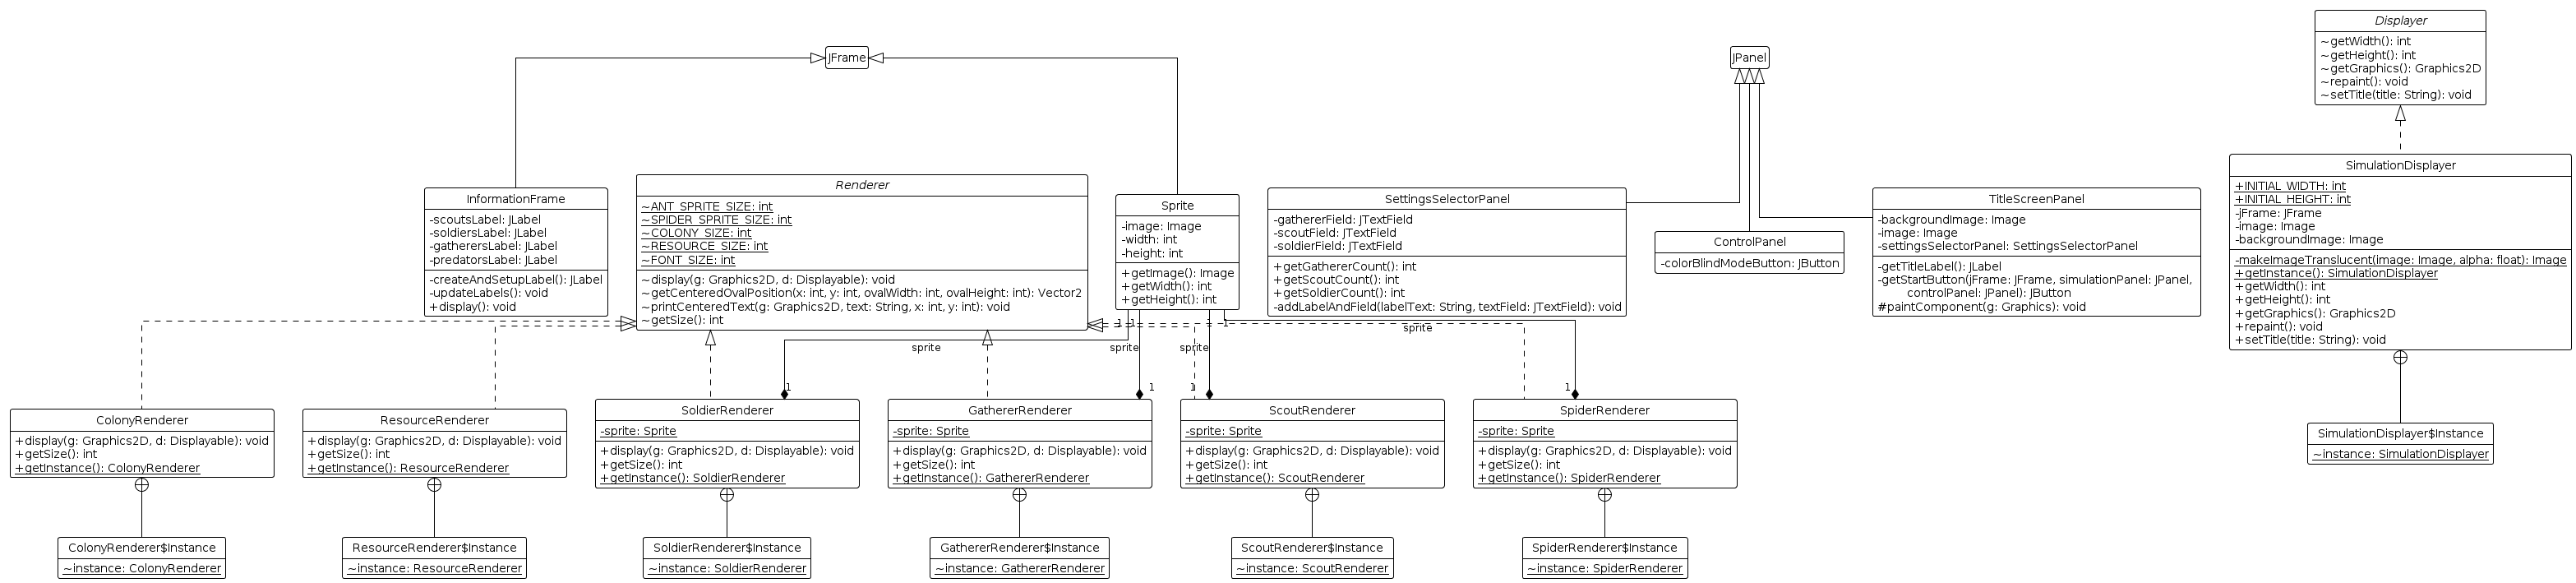 Displayer
~getWidth(): int
~getHeight(): int
~getGraphics(): Graphics2D
~repaint(): void
~setTitle(title: String): void
JFrame
JPanel
InformationFrame
-scoutsLabel: JLabel
-soldiersLabel: JLabel
-gatherersLabel: JLabel
-predatorsLabel: JLabel
-createAndSetupLabel(): JLabel
-updateLabels(): void
+display(): void
Renderer
~ANT_SPRITE_SIZE: int
~SPIDER_SPRITE_SIZE: int
~COLONY_SIZE: int
~RESOURCE_SIZE: int
~FONT_SIZE: int
~display(g: Graphics2D, d: Displayable): void
~getCenteredOvalPosition(x: int, y: int, ovalWidth: int, ovalHeight: int): Vector2
~printCenteredText(g: Graphics2D, text: String, x: int, y: int): void
~getSize(): int
Sprite
-image: Image
-width: int
-height: int
+getImage(): Image
+getWidth(): int
+getHeight(): int
SettingsSelectorPanel
-gathererField: JTextField
-scoutField: JTextField
-soldierField: JTextField
+getGathererCount(): int
+getScoutCount(): int
+getSoldierCount(): int
-addLabelAndField(labelText: String, textField: JTextField): void
ControlPanel
-colorBlindModeButton: JButton
TitleScreenPanel
-backgroundImage: Image
-image: Image
-settingsSelectorPanel: SettingsSelectorPanel
-getTitleLabel(): JLabel
-getStartButton(jFrame: JFrame, simulationPanel: JPanel,
controlPanel: JPanel): JButton
#paintComponent(g: Graphics): void
SimulationDisplayer
+INITIAL_WIDTH: int
+INITIAL_HEIGHT: int
-jFrame: JFrame
-image: Image
-backgroundImage: Image
-makeImageTranslucent(image: Image, alpha: float): Image
+getInstance(): SimulationDisplayer
+getWidth(): int
+getHeight(): int
+getGraphics(): Graphics2D
+repaint(): void
+setTitle(title: String): void
1 1 1 1
sprite sprite sprite sprite
1 1 1 1
ColonyRenderer
+display(g: Graphics2D, d: Displayable): void
+getSize(): int
+getInstance(): ColonyRenderer
ResourceRenderer
+display(g: Graphics2D, d: Displayable): void
+getSize(): int
+getInstance(): ResourceRenderer
SoldierRenderer
-sprite: Sprite
+display(g: Graphics2D, d: Displayable): void
+getSize(): int
+getInstance(): SoldierRenderer
GathererRenderer
-sprite: Sprite
+display(g: Graphics2D, d: Displayable): void
+getSize(): int
+getInstance(): GathererRenderer
ScoutRenderer
-sprite: Sprite
+display(g: Graphics2D, d: Displayable): void
+getSize(): int
+getInstance(): ScoutRenderer
SpiderRenderer
-sprite: Sprite
+display(g: Graphics2D, d: Displayable): void
+getSize(): int
+getInstance(): SpiderRenderer
SimulationDisplayer$Instance
~instance: SimulationDisplayer
ColonyRenderer$Instance
~instance: ColonyRenderer
ResourceRenderer$Instance
~instance: ResourceRenderer
SoldierRenderer$Instance
~instance: SoldierRenderer
GathererRenderer$Instance
~instance: GathererRenderer
ScoutRenderer$Instance
~instance: ScoutRenderer
SpiderRenderer$Instance
~instance: SpiderRenderer